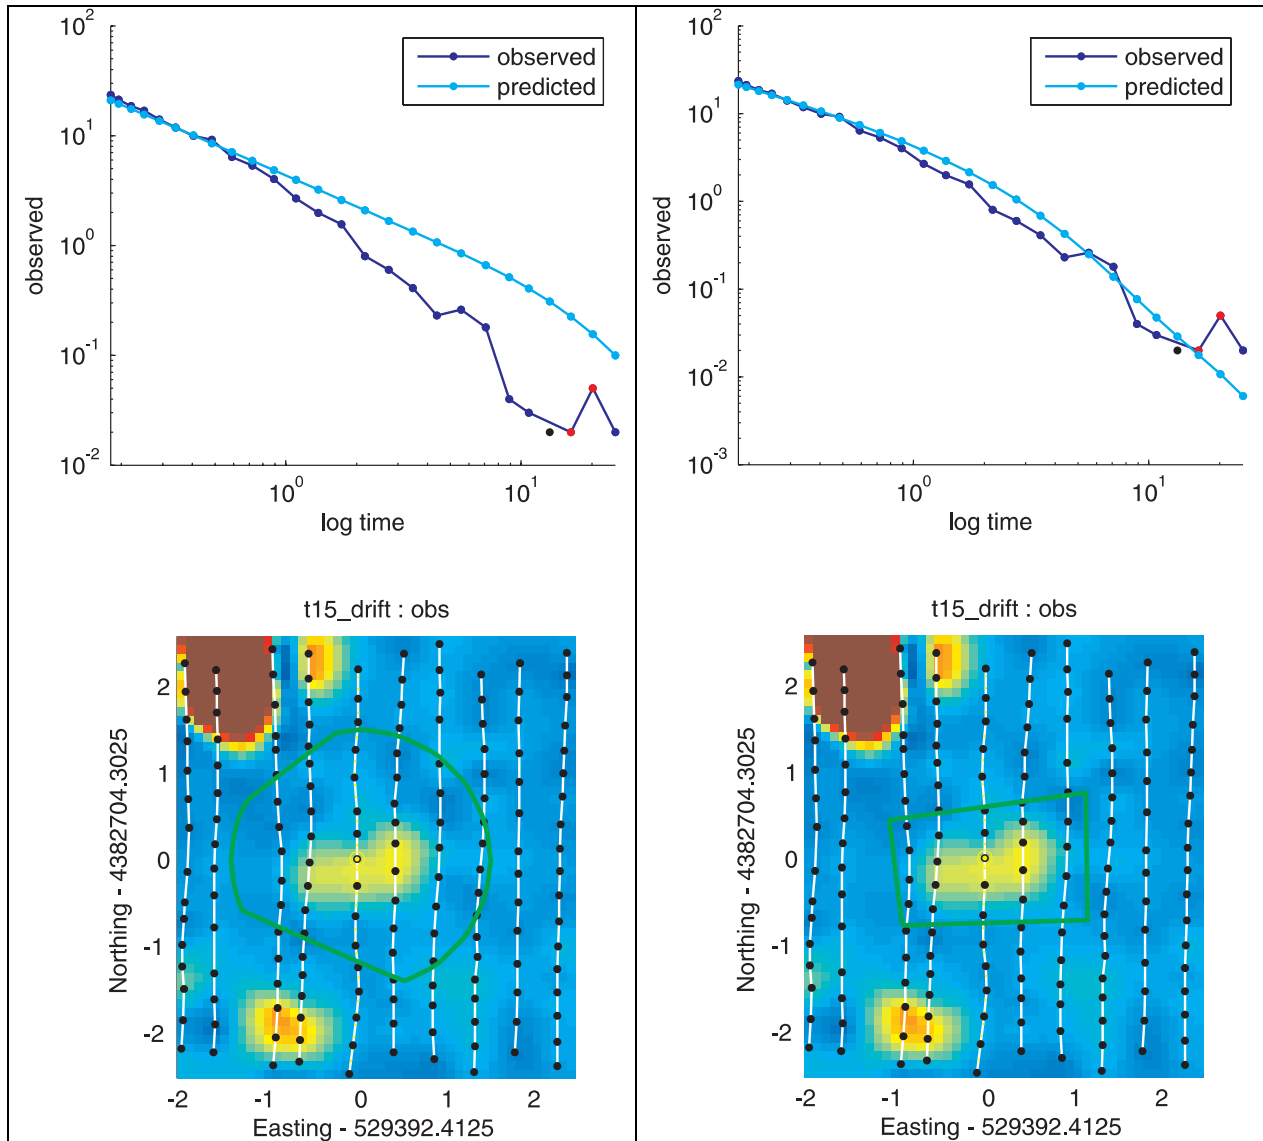 10^2
10^1
10^0
10^-1
10^-2
observed
observed
predicted
10^0
10^1
log time
t15_drift : obs
2
1
0
-1
-2
Northing - 4382704.3025
-2
-1
0
1
2
Easting - 529392.4125
10^2
10^1
10^0
10^-1
10^-2
10^-3
observed
observed
predicted
10^0
10^1
log time
t15_drift : obs
2
1
0
-1
-2
Northing - 4382704.3025
-2
-1
0
1
2
Easting - 529392.4125